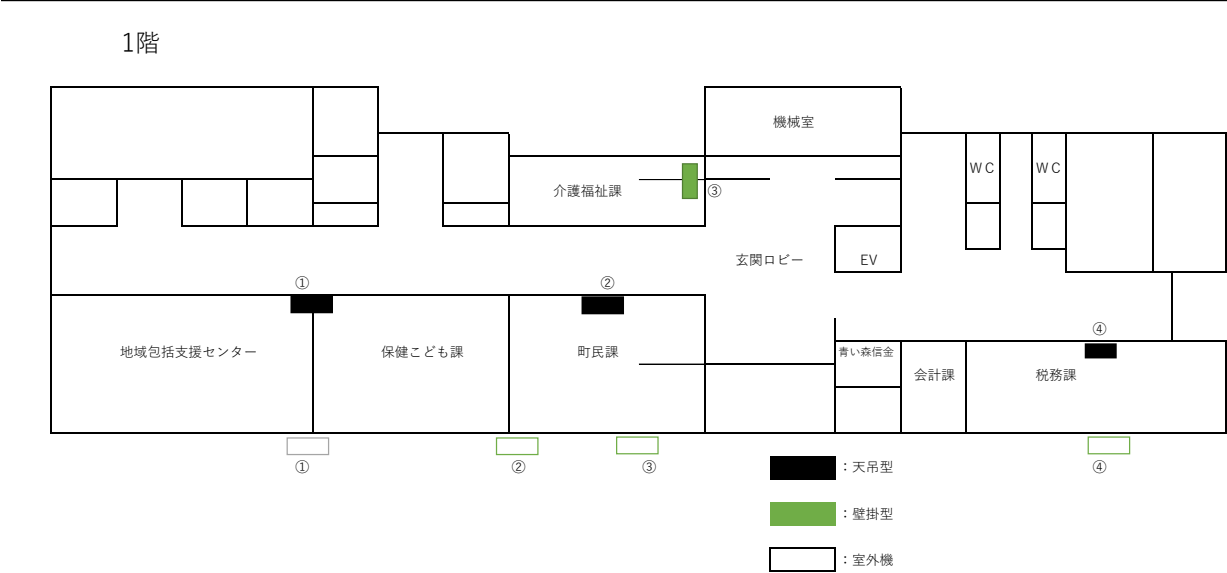 1階
機械室
WC
WC
介護福祉課
③
玄関ロビー
EV
①
②
④
地域包括支援センター
保健こども課
町民課
青い森信金
会計課
税務課
①
②
③
④
：天吊型
：壁掛型
：室外機